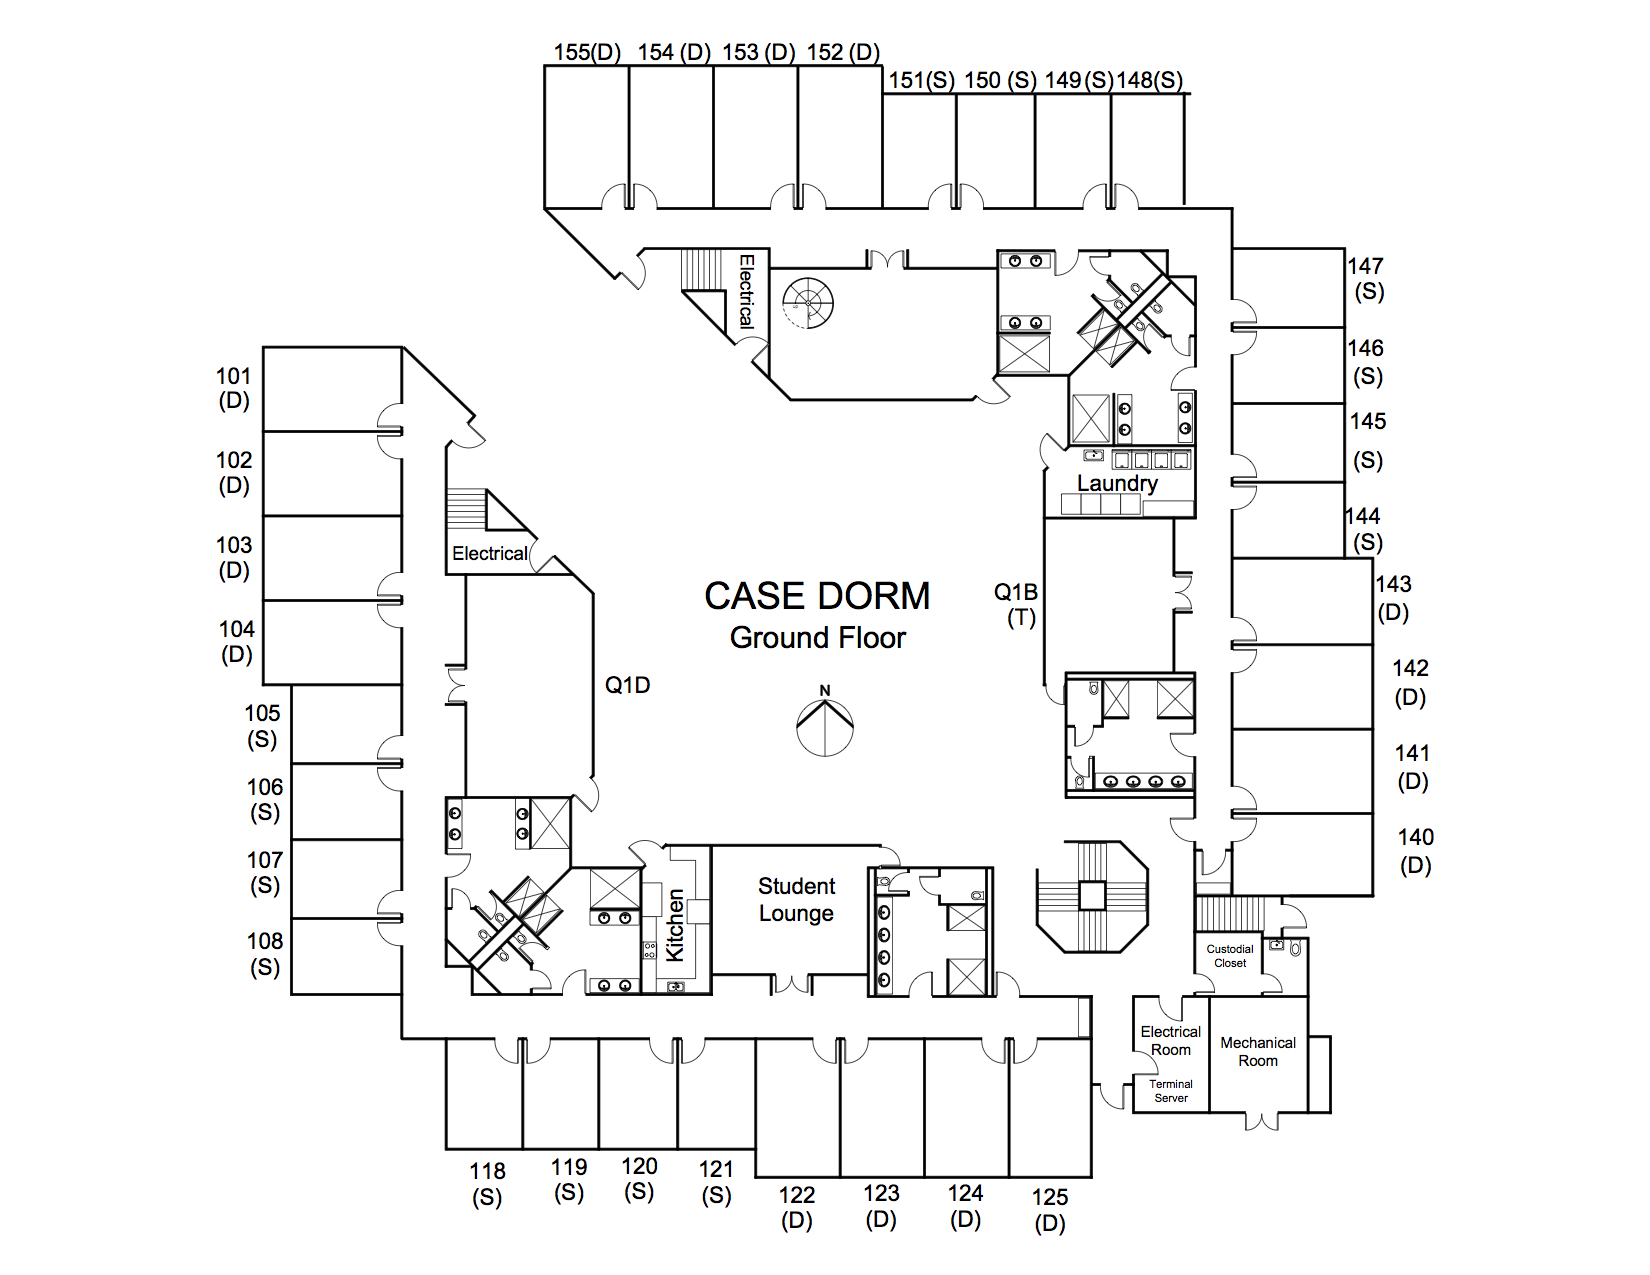 155(D) 154 (D) 153 (D) 152 (D)
151(S) 150 (S) 149 (S) 148(S)
Electrical
147
(S)
146
(S)
145
(S)
144
(S)
143
(D)
142
(D)
141
(D)
140
(D)
101
(D)
102
(D)
103
(D)
104
(D)
105
(S)
106
(S)
107
(S)
108
(S)
Electrical
Laundry
CASE DORM
Ground Floor
Q1B
(T)
Q1D
N
Student
Lounge
Kitchen
Custodial
Closet
Electrical
Room
Terminal
Server
Mechanical
Room
118
(S)
119
(S)
120
(S)
121
(S)
122
(D)
123
(D)
124
(D)
125
(D)